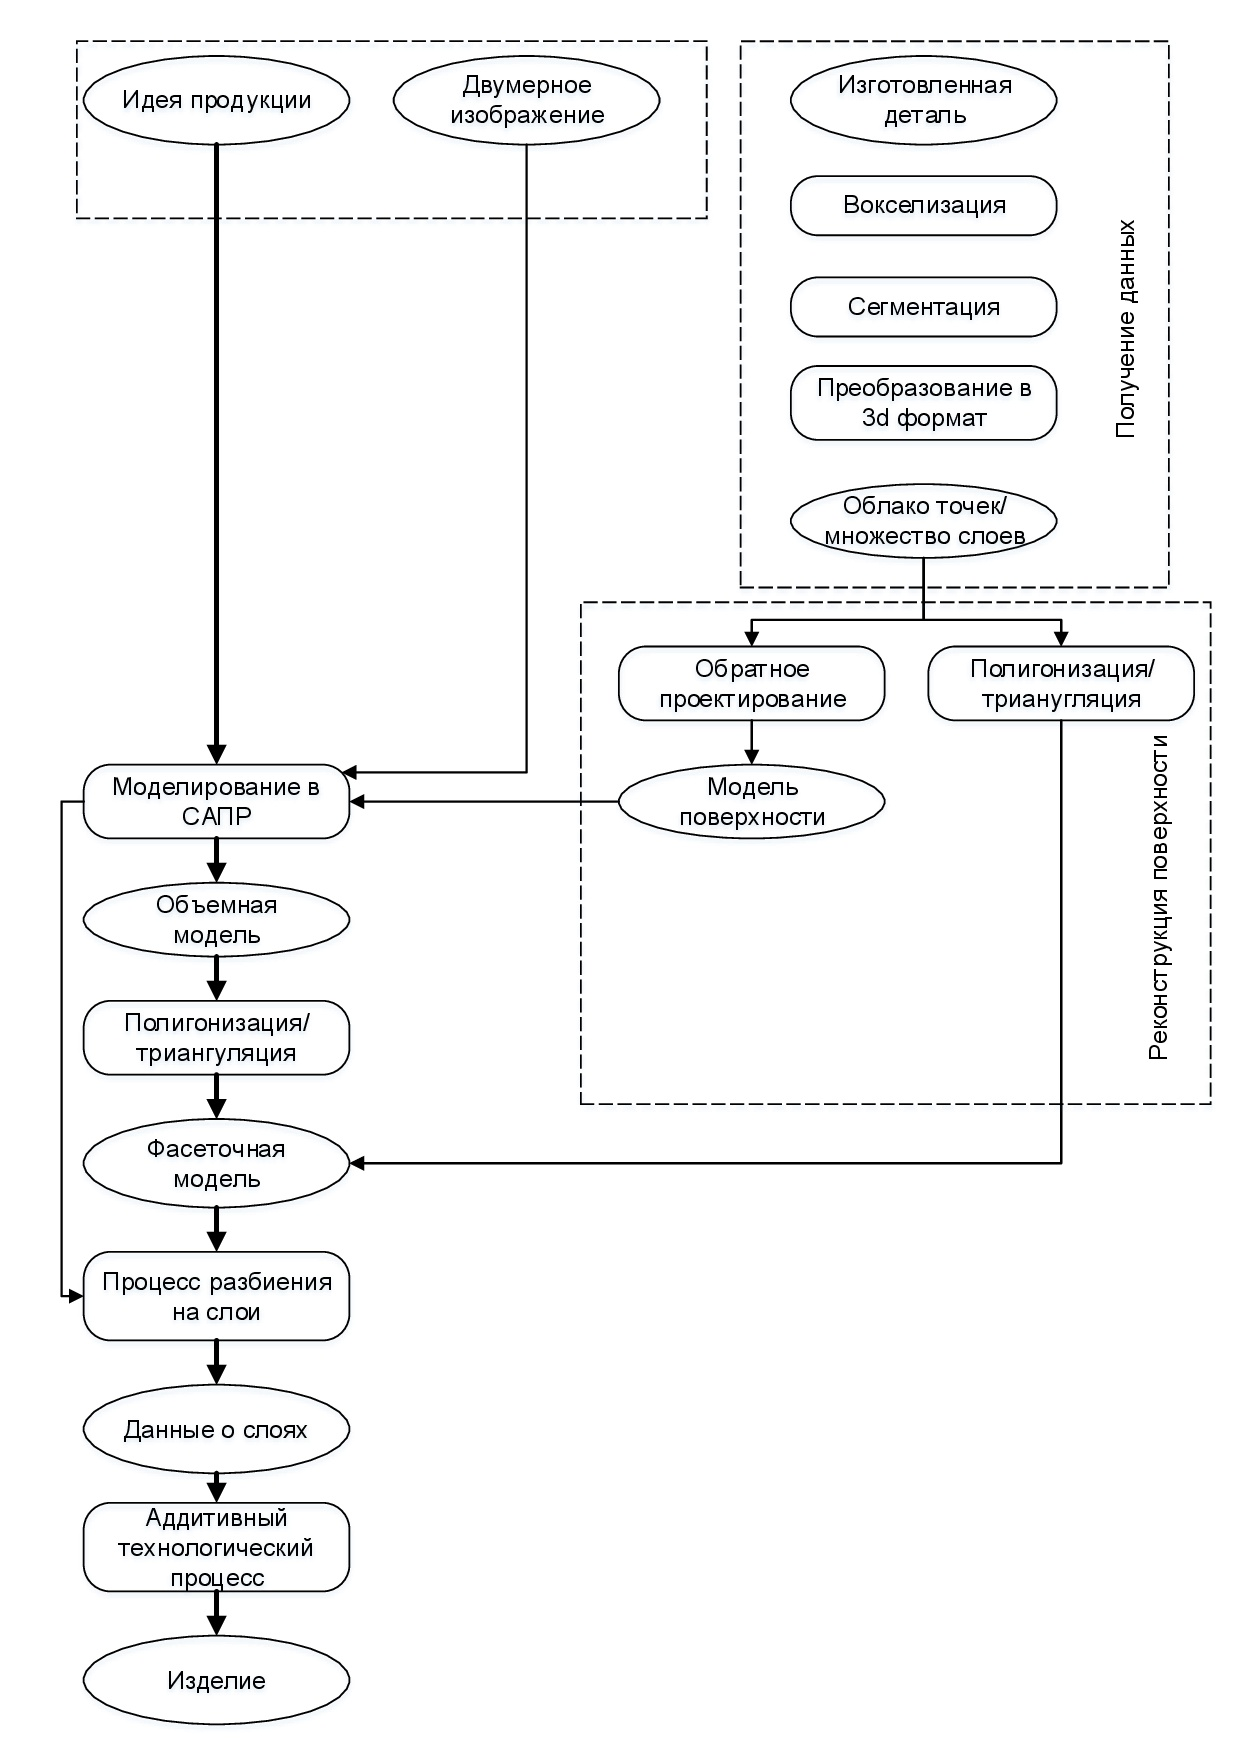 Идея продукции
Двумерное
изображение
Изготовленная
деталь
Вокселизация
Сегментация
Преобразование в
3d формат
Облако точек/
множество слоев
Получение данных
Обратное
проектирование
Полигонизация/
трианугляция
Модель
поверхности
Реконструкция поверхности
Моделирование в
САПР
Объемная
модель
Полигонизация/
триангуляция
Фасеточная
модель
Процесс разбиения
на слои
Данные о слоях
Аддитивный
технологический
процесс
Изделие